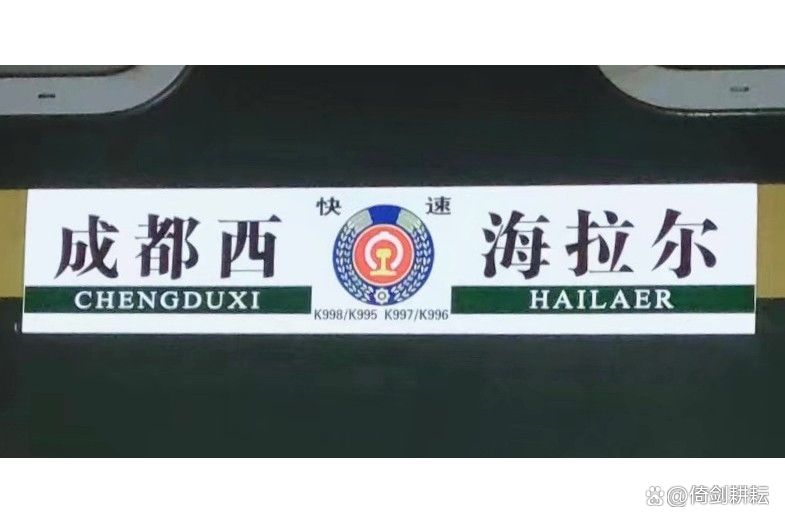 快 速
成都西 海拉尔
CHENGDUXI HAILAER
K998/K995 K997/K996
@倚剑耕耘